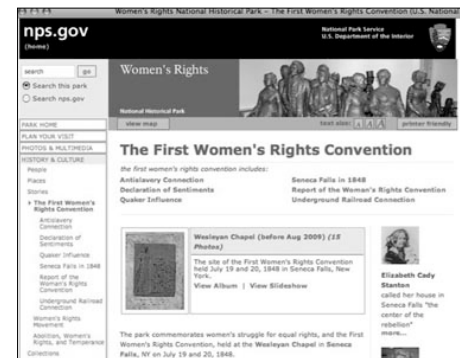 Women's Rights National Historical Park – The First Women's Rights Convention (U.S. National
nps.gov
(home)
National Park Service
U.S. Department of the Interior
search
go
Search this park
Search nps.gov
Women's Rights
National Historical Park
view map
text size: A A A
printer friendly
PARK HOME
PLAN YOUR VISIT
PHOTOS & MULTIMEDIA
HISTORY & CULTURE
People
Places
Stories
The First Women's
Rights Convention
Antislavery
Connection
Declaration of
Sentiments
Quaker Influence
Seneca Falls in 1848
Report of the
Woman's Rights
Convention
Underground Railroad
Connection
Women's Rights
Movement
Abolition, Women's
Rights, and Temperance
Collections
The First Women's Rights Convention
the first women's rights convention includes:
Antislavery Connection
Declaration of Sentiments
Quaker Influence
Seneca Falls in 1848
Report of the Woman's Rights Convention
Underground Railroad Connection
Wesleyan Chapel (before Aug 2009) (15
Photos)
The site of the First Women's Rights Convention
held July 19 and 20, 1848 in Seneca Falls, New
York.
View Album | View Slideshow
The park commemorates women's struggle for equal rights, and the First
Women's Rights Convention, held at the Wesleyan Chapel in Seneca
Falls, NY on July 19 and 20, 1848.
Elizabeth Cady
Stanton
called her house in
Seneca Falls "the
center of the
rebellion"
more...